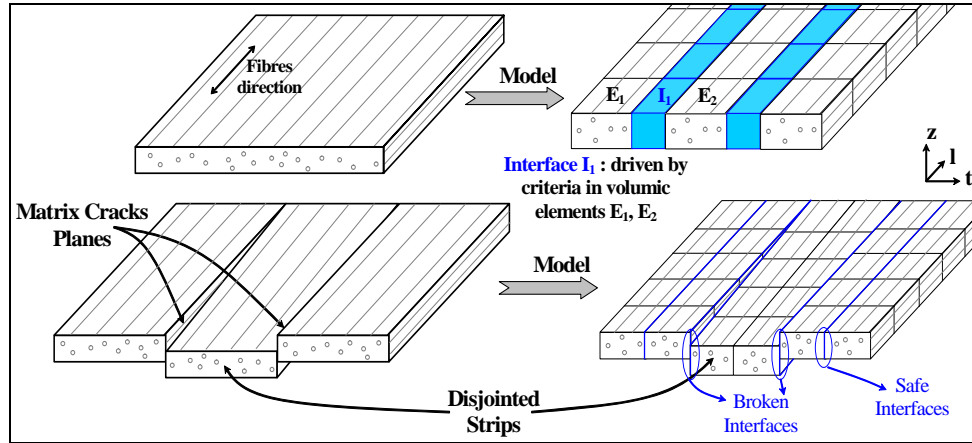 Fibres
direction
Model
E1
I1
E2
Interface I1 : driven by
criteria in volumic
elements E1, E2
z
l
t
Matrix Cracks
Planes
Model
Disjointed
Strips
Broken
Interfaces
Safe
Interfaces